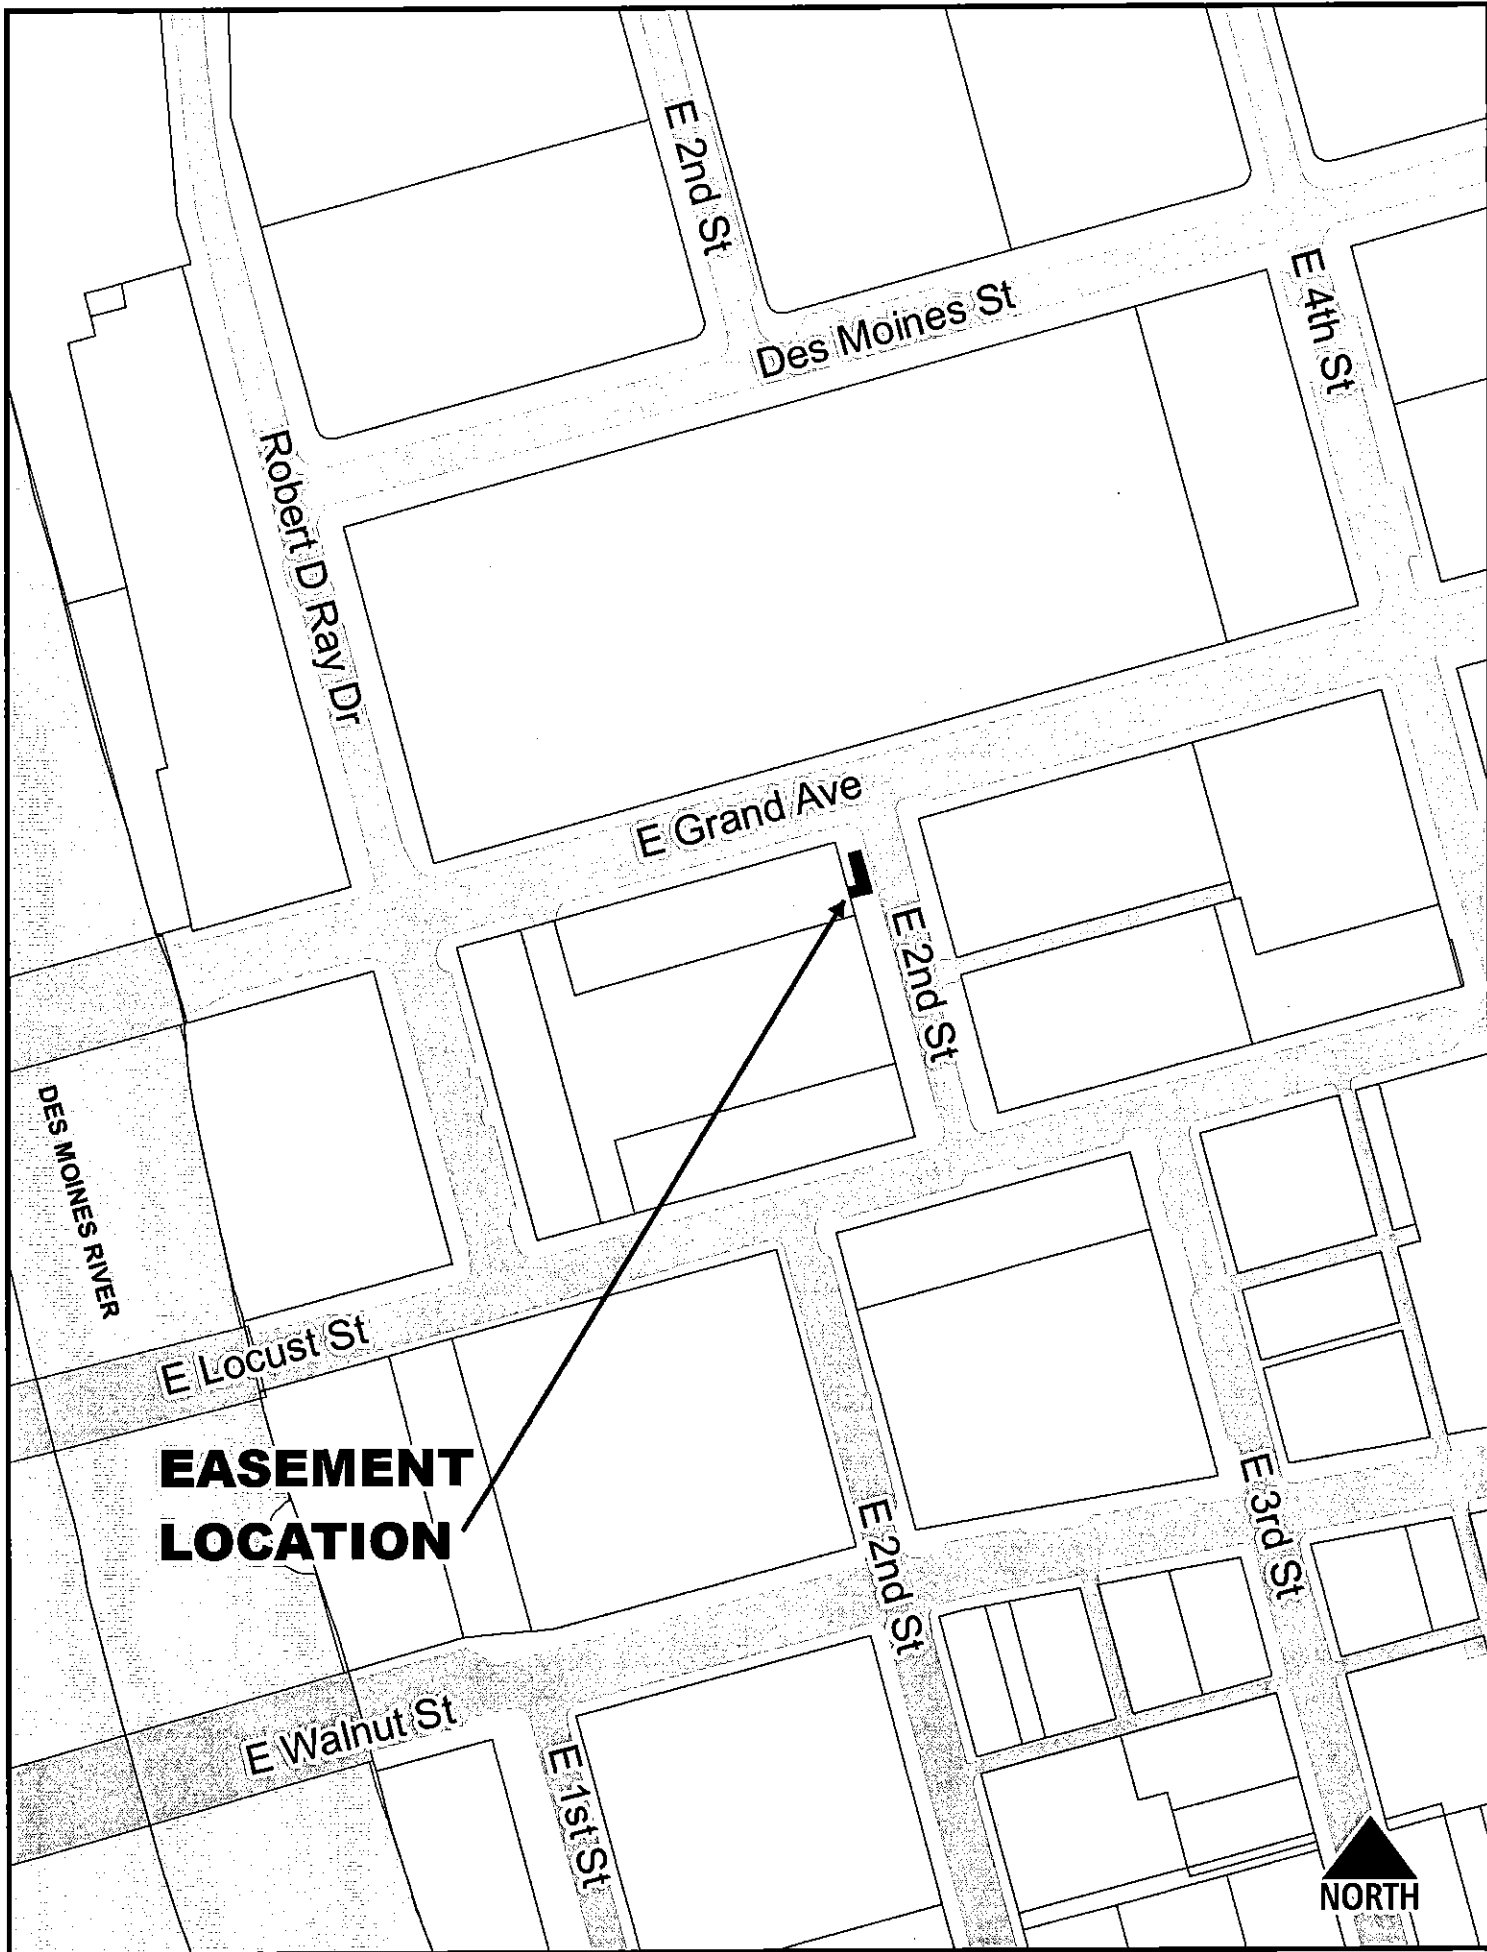 E 2nd St
Des Moines St
E 4th St
Robert D Ray Dr
E Grand Ave
E 2nd St
DES MOINES RIVER
E Locust St
EASEMENT
LOCATION
E 2nd St
E 3rd St
E Walnut St
E 1st St
NORTH